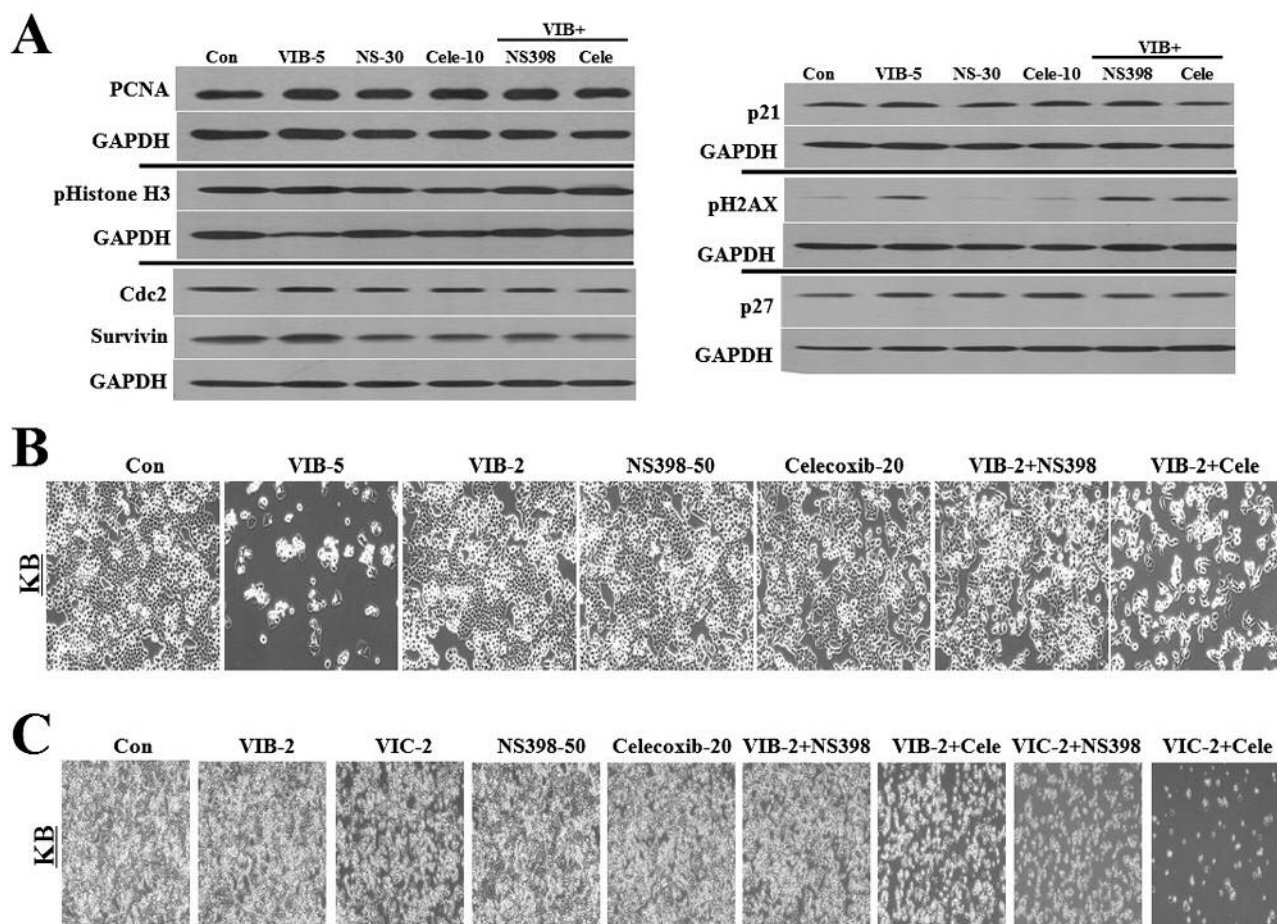 A
VIB+
Con VIB-5 NS-30 Cele-10 NS398 Cele
PCNA
GAPDH
pHistone H3
GAPDH
Cdc2
Survivin
GAPDH
VIB+
Con VIB-5 NS-30 Cele-10 NS398 Cele
p21
GAPDH
pH2AX
GAPDH
p27
GAPDH
B
Con VIB-5 VIB-2 NS398-50 Celecoxib-20 VIB-2+NS398 VIB-2+Cele
KB
C
Con VIB-2 VIC-2 NS398-50 Celecoxib-20 VIB-2+NS398 VIB-2+Cele VIC-2+NS398 VIC-2+Cele
KB